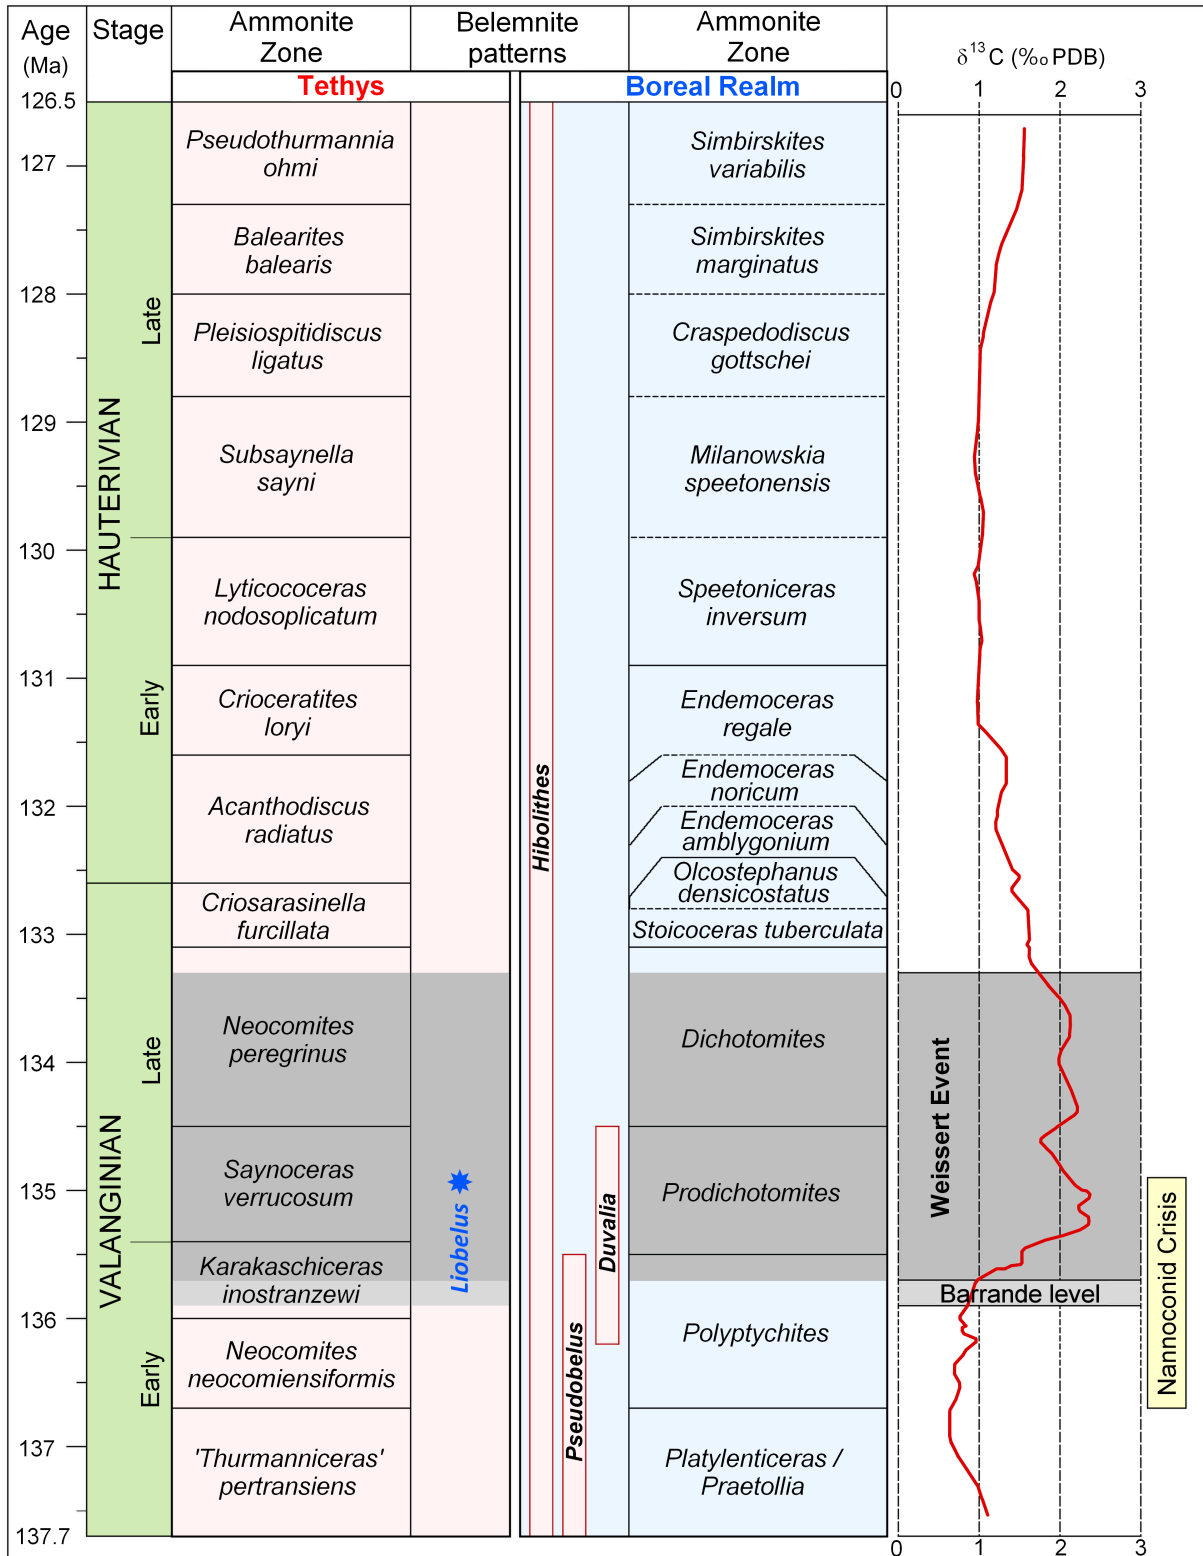 Age
(Ma)
Stage
Ammonite
Zone
Belemnite
patterns
Ammonite
Zone
δ¹³C (‰ PDB)
Tethys
Boreal Realm
0 1 2 3
126.5
127
128
129
130
131
132
133
134
135
136
137
137.7
HAUTERIVIAN
Late
Early
VALANGINIAN
Late
Early
Pseudothurmannia
ohmi
Balearites
balearis
Pleisiospitidiscus
ligatus
Subsaynella
sayni
Lyticococeras
nodosoplicatum
Crioceratites
loryi
Acanthodiscus
radiatus
Criosarasinella
furcillata
Neocomites
peregrinus
Saynoceras
verrucosum
Karakaschiceras
inostranzewi
Neocomites
neocomiensiformis
'Thurmanniceras'
pertransiens
Liobelus
Hibolithes
Pseudobelus
Duvalia
Simbirskites
variabilis
Simbirskites
marginatus
Craspedodiscus
gottschei
Milanowskia
speetonensis
Speetoniceras
inversum
Endemoceras
regale
Endemoceras
noricum
Endemoceras
amblygonium
Olcostephanus
densicostatus
Stoicoceras tuberculata
Dichotomites
Prodichotomites
Polyptychites
Platylenticeras /
Praetollia
Weissert Event
Barrande level
Nannoconid Crisis
0 1 2 3